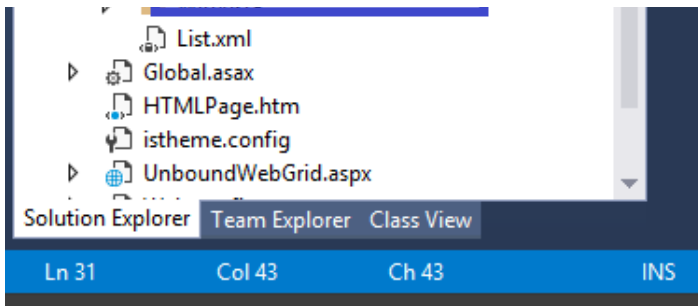 List.xml
Global.asax
HTMLPage.htm
istheme.config
UnboundWebGrid.aspx
Solution Explorer Team Explorer Class View
Ln 31 Col 43 Ch 43 INS